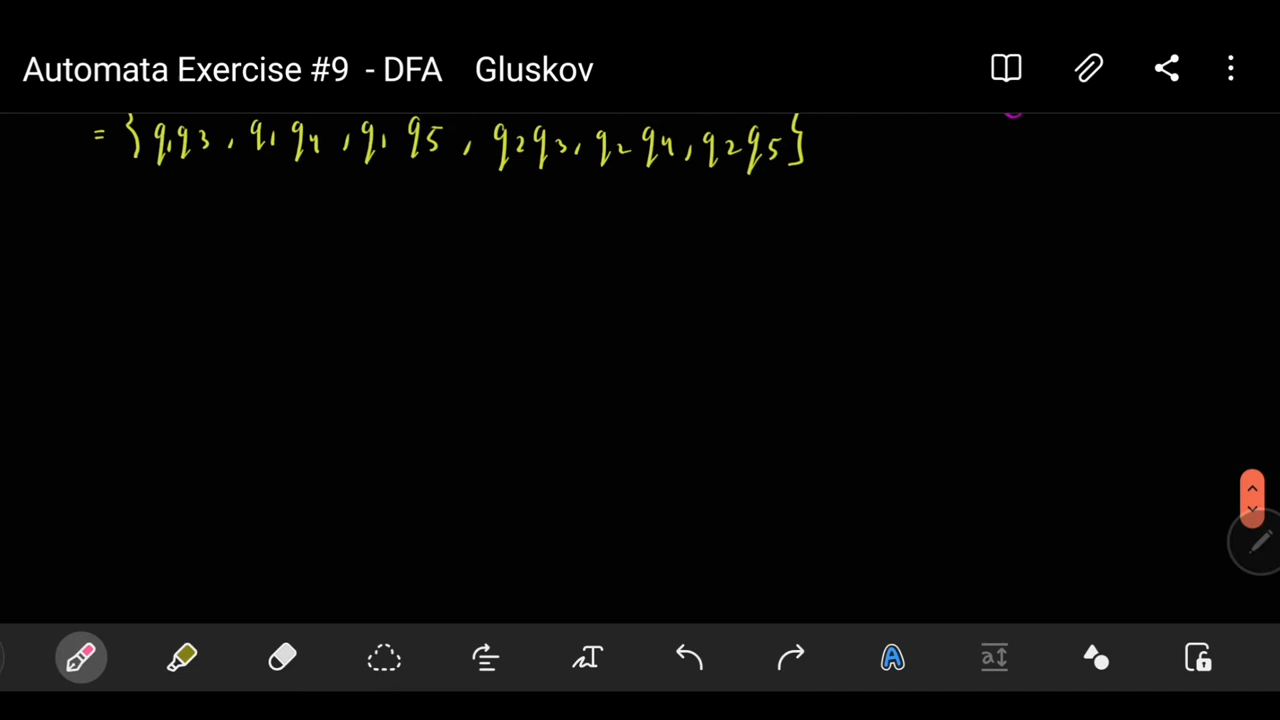 Automata Exercise #9 - DFA Gluskov
= { q1q3, q1q4, q1q5, q2q3, q2q4, q2q5}